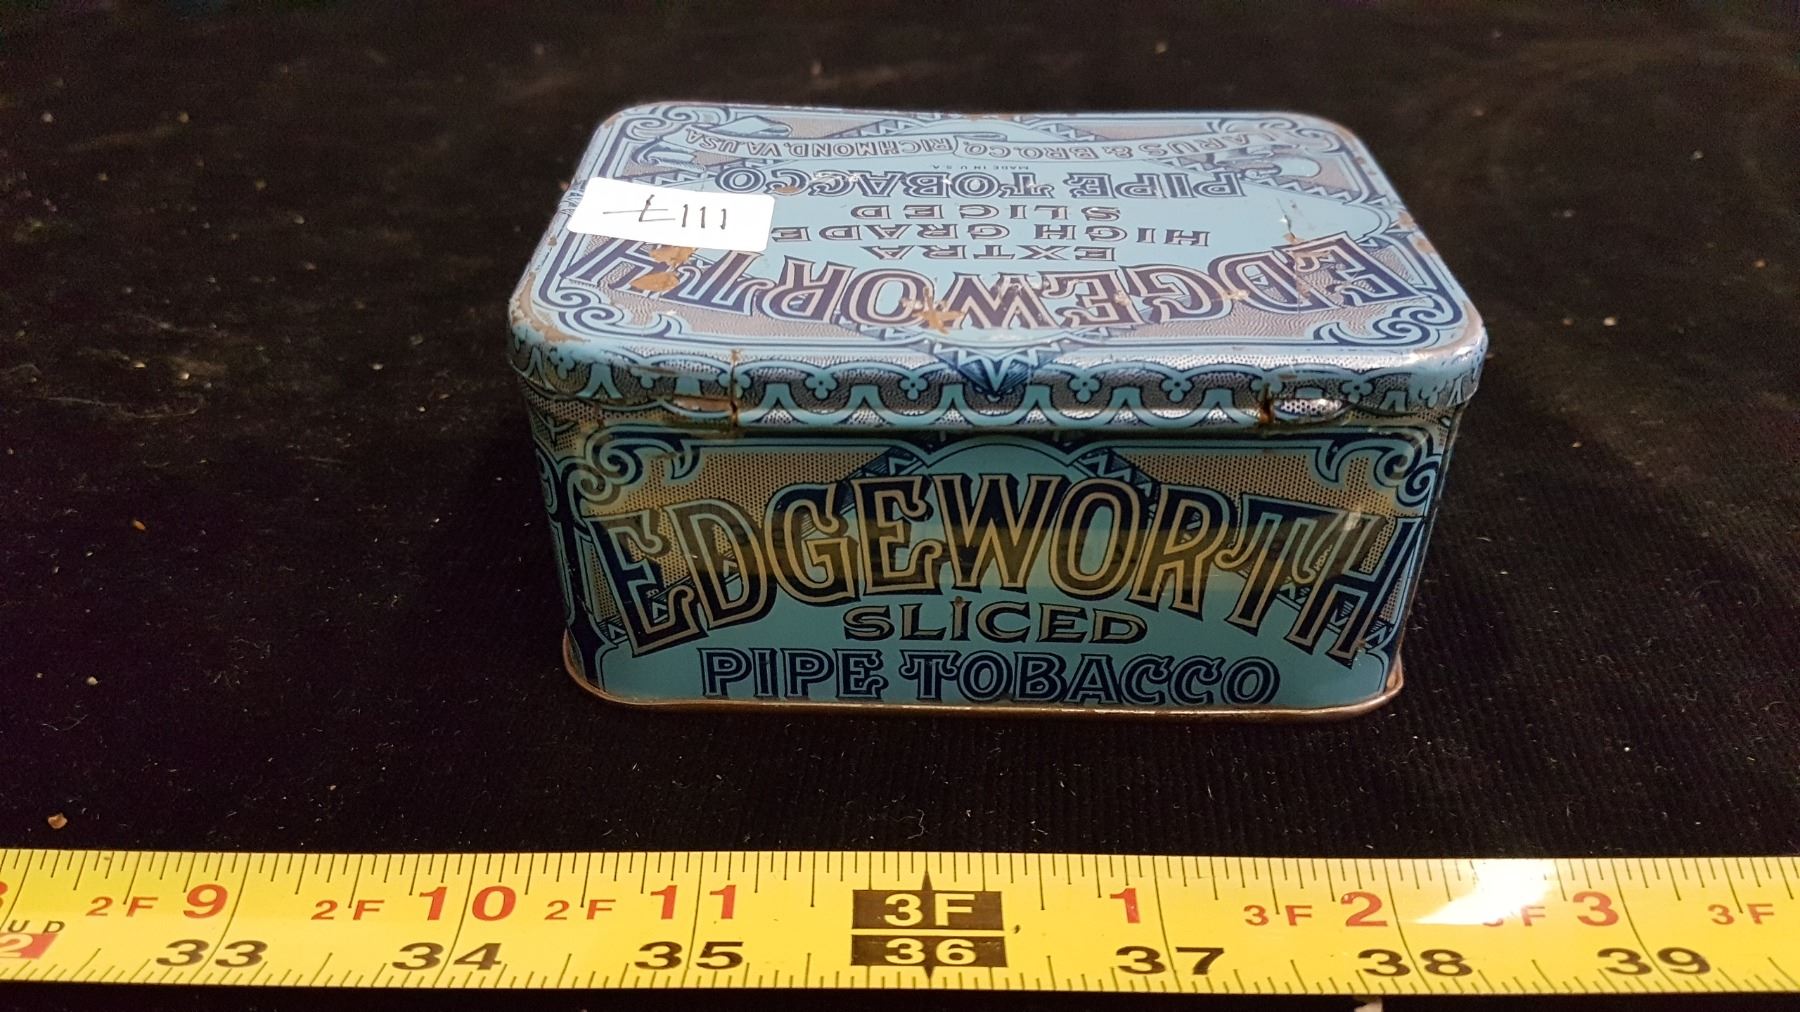 LARUS & BRO. CO. RICHMOND, VA. U.S.A.
MADE IN U.S.A.
PIPE TOBACCO
SLICED
HIGH GRADE
EXTRA
EDGEWORTH
EDGEWORTH
SLICED
PIPE TOBACCO
2F 9 2F 10 2F 11 3F 1 3F 2 3F 3 3F
33 34 35 36 37 38 39